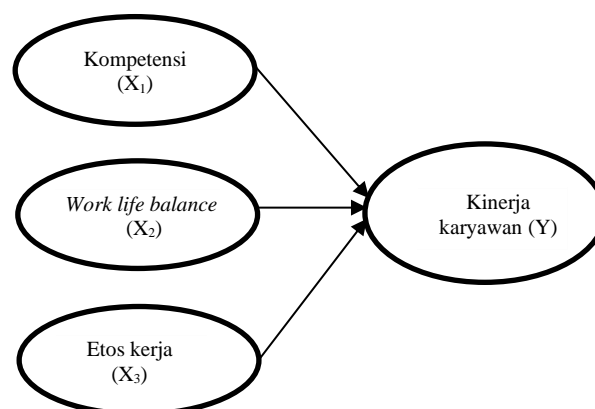 Kompetensi
(X₁)
Work life balance
(X₂)
Kinerja
karyawan (Y)
Etos kerja
(X₃)